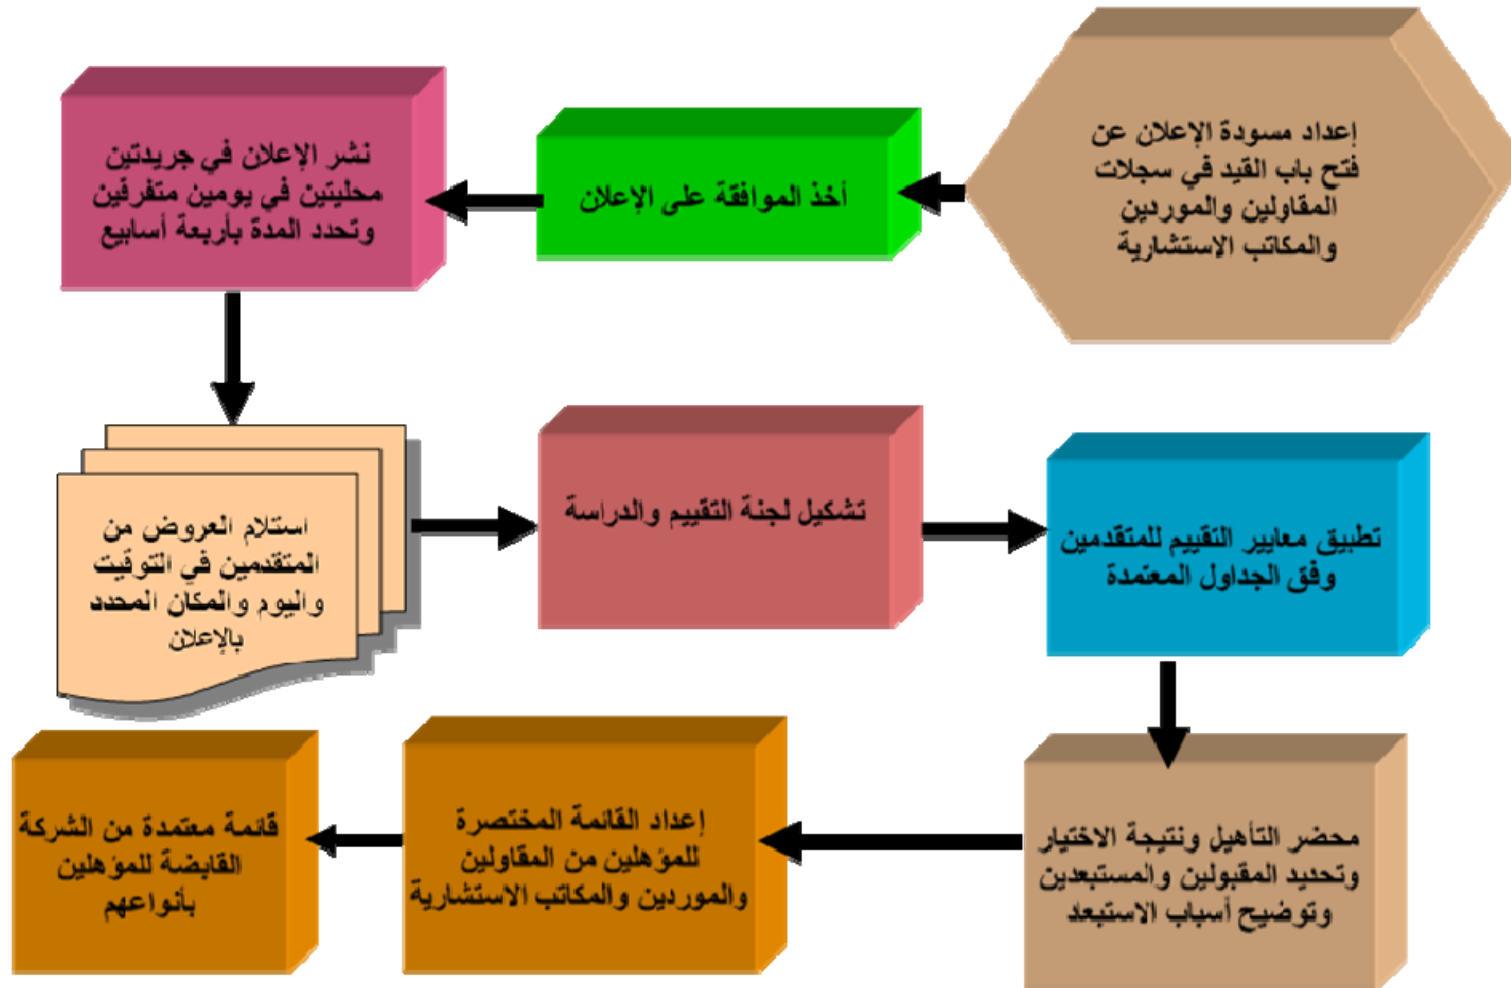 إعداد مسودة الإعلان عن
فتح باب القيد في سجلات
المقاولين والموردين
والمكاتب الإستشارية
أخذ الموافقة على الإعلان
نشر الإعلان في جريدتين
محليتين في يومين متفرقين
وتحدد المدة بأربعة أسابيع
استلام العروض من
المتقدمين في التوقيت
واليوم والمكان المحدد
بالإعلان
تشكيل لجنة التقييم والدراسة
تطبيق معايير التقييم للمتقدمين
وفق الجداول المعتمدة
محضر التأهيل ونتيجة الاختيار
وتحديد المقبولين والمستبعدين
وتوضيح أسباب الاستبعاد
إعداد القائمة المختصرة
للمؤهلين من المقاولين
والموردين والمكاتب الاستشارية
قائمة معتمدة من الشركة
القابضة للمؤهلين
بأنواعهم